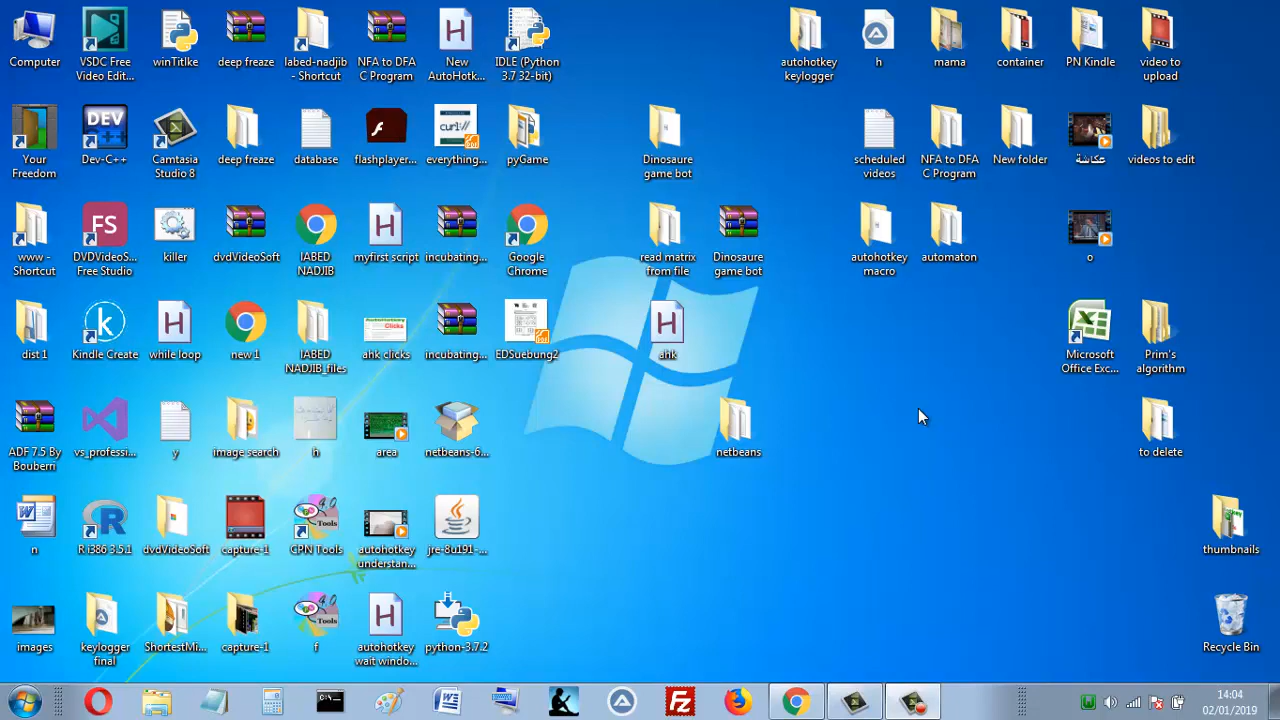 Computer
VSDC Free
Video Edit...
winTitlke
deep freaze
labed-nadjib
- Shortcut
NFA to DFA
C Program
New
AutoHotk...
IDLE (Python
3.7 32-bit)
autohotkey
keylogger
h
mama
container
PN Kindle
video to
upload
Your
Freedom
Dev-C++
Camtasia
Studio 8
deep freaze
database
flashplayer...
everything...
pyGame
Dinosaure
game bot
scheduled
videos
NFA to DFA
C Program
New folder
عكاشة
videos to edit
www -
Shortcut
DVDVideoS...
Free Studio
killer
dvdVideoSoft
IABED
NADJIB
myfirst script
incubating...
Google
Chrome
read matrix
from file
Dinosaure
game bot
autohotkey
macro
automaton
o
dist 1
Kindle Create
while loop
new 1
IABED
NADJIB_files
ahk clicks
incubating...
EDSuebung2
ahk
Microsoft
Office Exc...
Prim's
algorithm
ADF 7.5 By
Bouberri
vs_professi...
y
image search
h
area
netbeans-6...
netbeans
to delete
n
R i386 3.5.1
dvdVideoSoft
capture-1
CPN Tools
autohotkey
understan...
jre-8u191-...
thumbnails
images
keylogger
final
ShortestMi...
capture-1
f
autohotkey
wait windo...
python-3.7.2
Recycle Bin
14:04
02/01/2019